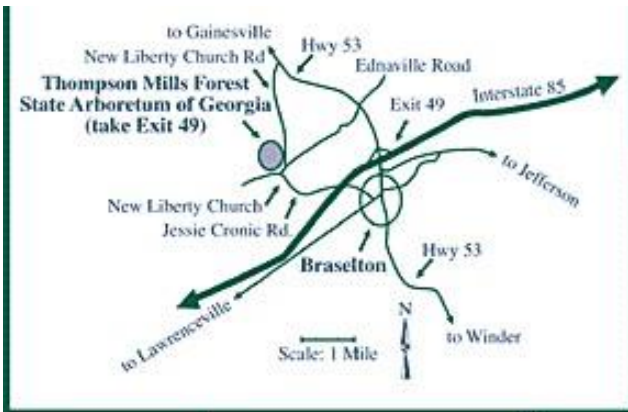 to Gainesville
New Liberty Church Rd
Hwy 53
Ednaville Road
Thompson Mills Forest
State Arboretum of Georgia
(take Exit 49)
Exit 49
Interstate 85
to Jefferson
New Liberty Church
Jessie Cronic Rd.
Braselton
Hwy 53
to Lawrenceville
N
Scale: 1 Mile
to Winder